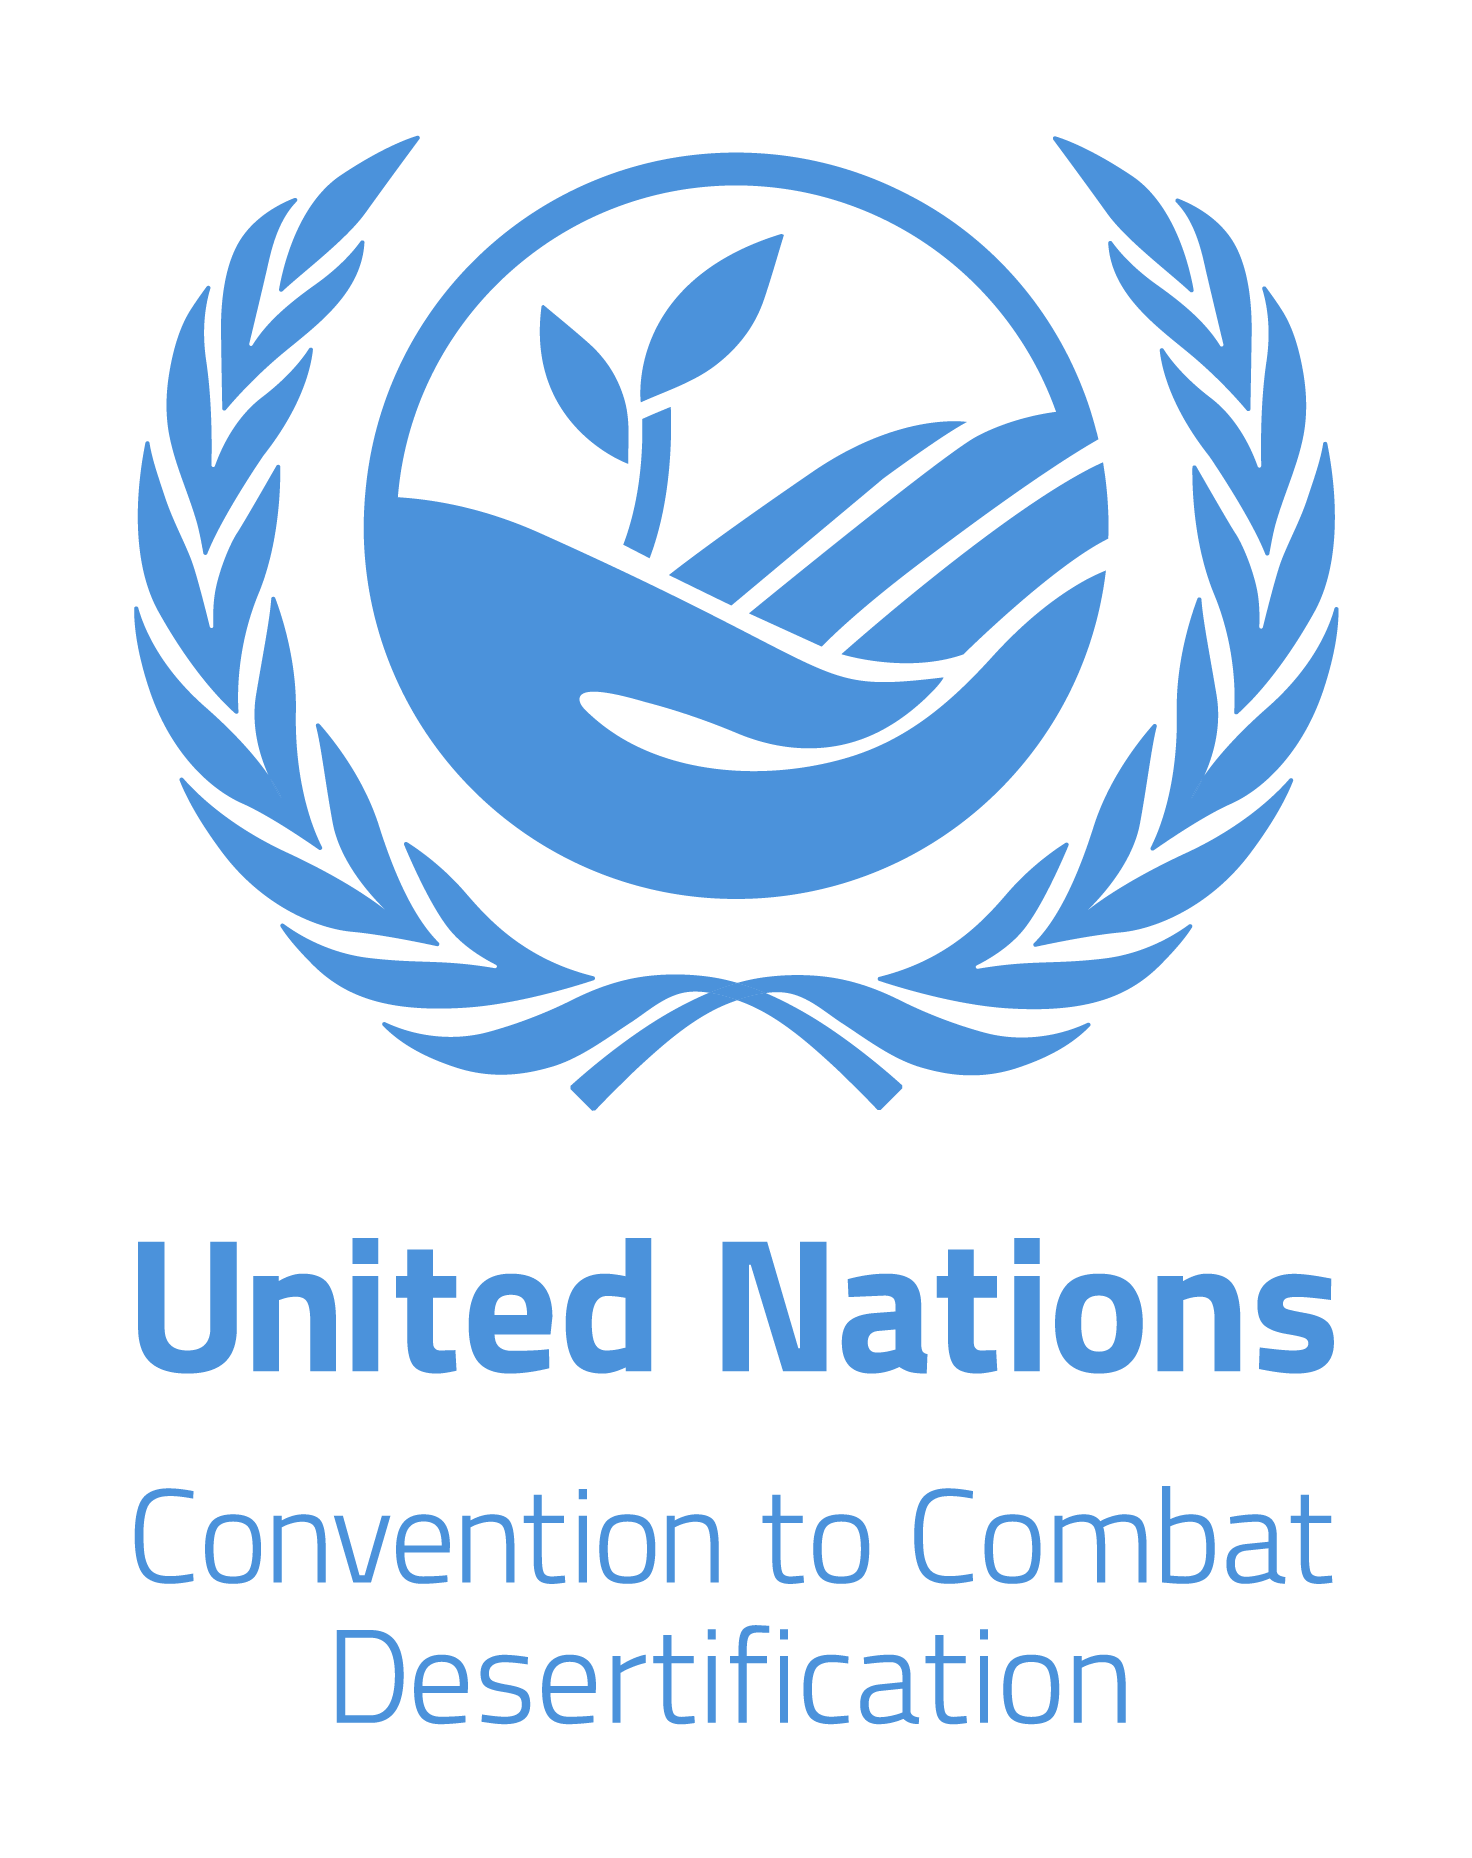 United Nations
Convention to Combat
Desertification